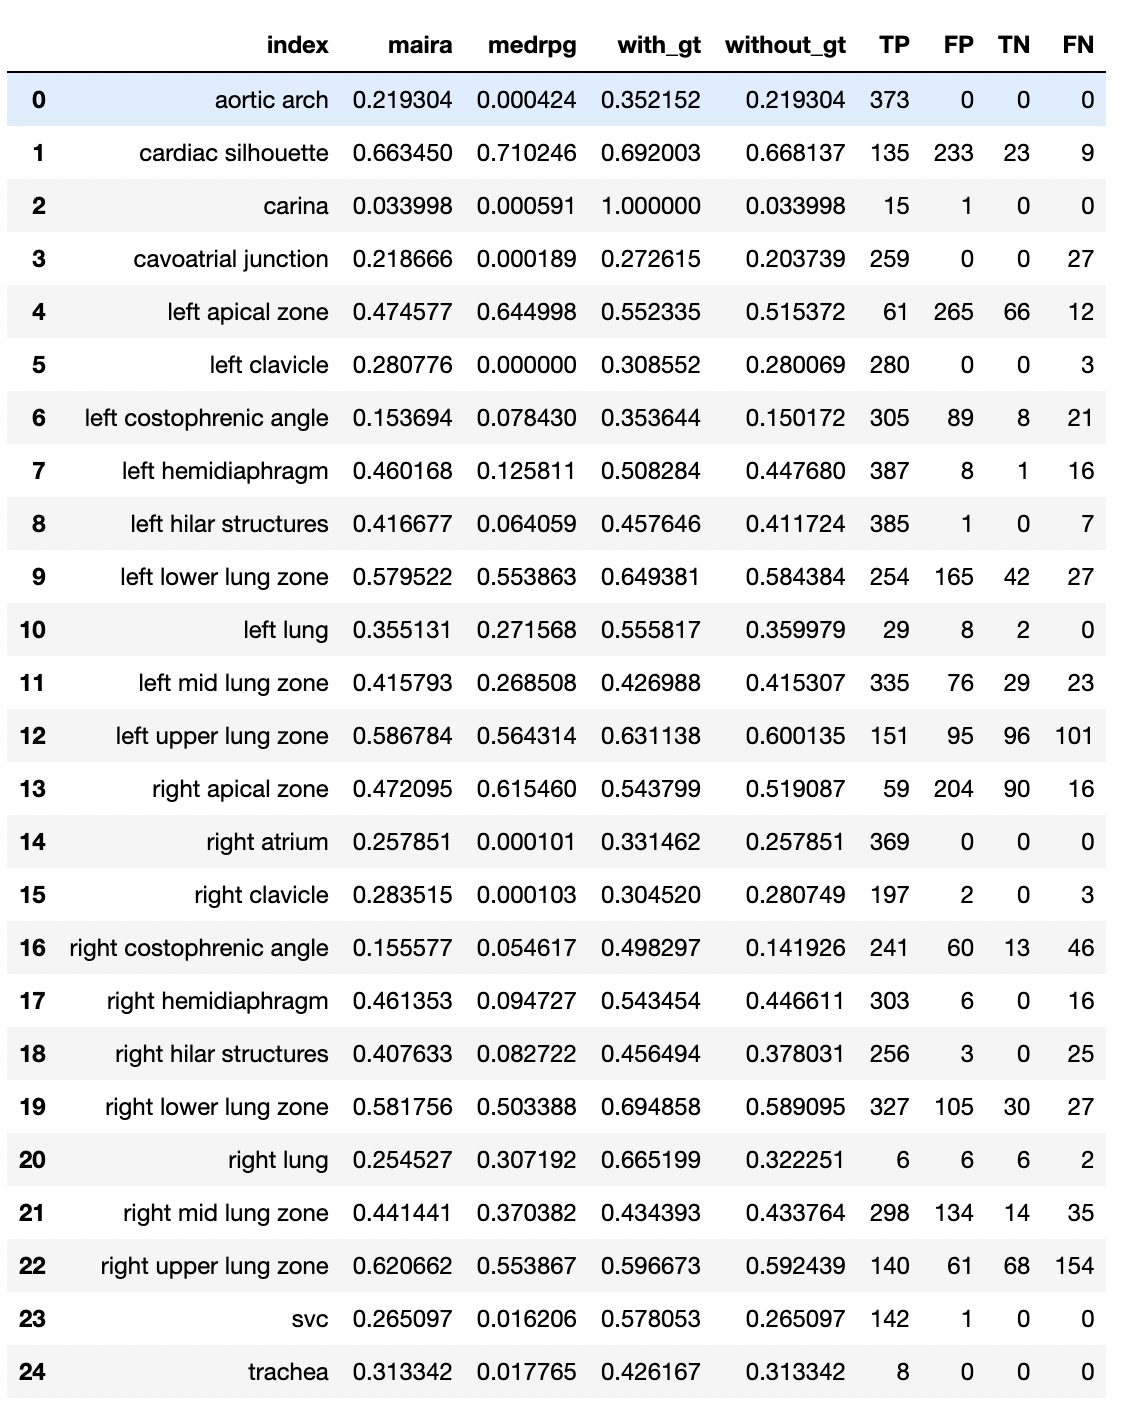 index maira medrpg with_gt without_gt TP FP TN FN
0 aortic arch 0.219304 0.000424 0.352152 0.219304 373 0 0 0
1 cardiac silhouette 0.663450 0.710246 0.692003 0.668137 135 233 23 9
2 carina 0.033998 0.000591 1.000000 0.033998 15 1 0 0
3 cavoatrial junction 0.218666 0.000189 0.272615 0.203739 259 0 0 27
4 left apical zone 0.474577 0.644998 0.552335 0.515372 61 265 66 12
5 left clavicle 0.280776 0.000000 0.308552 0.280069 280 0 0 3
6 left costophrenic angle 0.153694 0.078430 0.353644 0.150172 305 89 8 21
7 left hemidiaphragm 0.460168 0.125811 0.508284 0.447680 387 8 1 16
8 left hilar structures 0.416677 0.064059 0.457646 0.411724 385 1 0 7
9 left lower lung zone 0.579522 0.553863 0.649381 0.584384 254 165 42 27
10 left lung 0.355131 0.271568 0.555817 0.359979 29 8 2 0
11 left mid lung zone 0.415793 0.268508 0.426988 0.415307 335 76 29 23
12 left upper lung zone 0.586784 0.564314 0.631138 0.600135 151 95 96 101
13 right apical zone 0.472095 0.615460 0.543799 0.519087 59 204 90 16
14 right atrium 0.257851 0.000101 0.331462 0.257851 369 0 0 0
15 right clavicle 0.283515 0.000103 0.304520 0.280749 197 2 0 3
16 right costophrenic angle 0.155577 0.054617 0.498297 0.141926 241 60 13 46
17 right hemidiaphragm 0.461353 0.094727 0.543454 0.446611 303 6 0 16
18 right hilar structures 0.407633 0.082722 0.456494 0.378031 256 3 0 25
19 right lower lung zone 0.581756 0.503388 0.694858 0.589095 327 105 30 27
20 right lung 0.254527 0.307192 0.665199 0.322251 6 6 6 2
21 right mid lung zone 0.441441 0.370382 0.434393 0.433764 298 134 14 35
22 right upper lung zone 0.620662 0.553867 0.596673 0.592439 140 61 68 154
23 svc 0.265097 0.016206 0.578053 0.265097 142 1 0 0
24 trachea 0.313342 0.017765 0.426167 0.313342 8 0 0 0